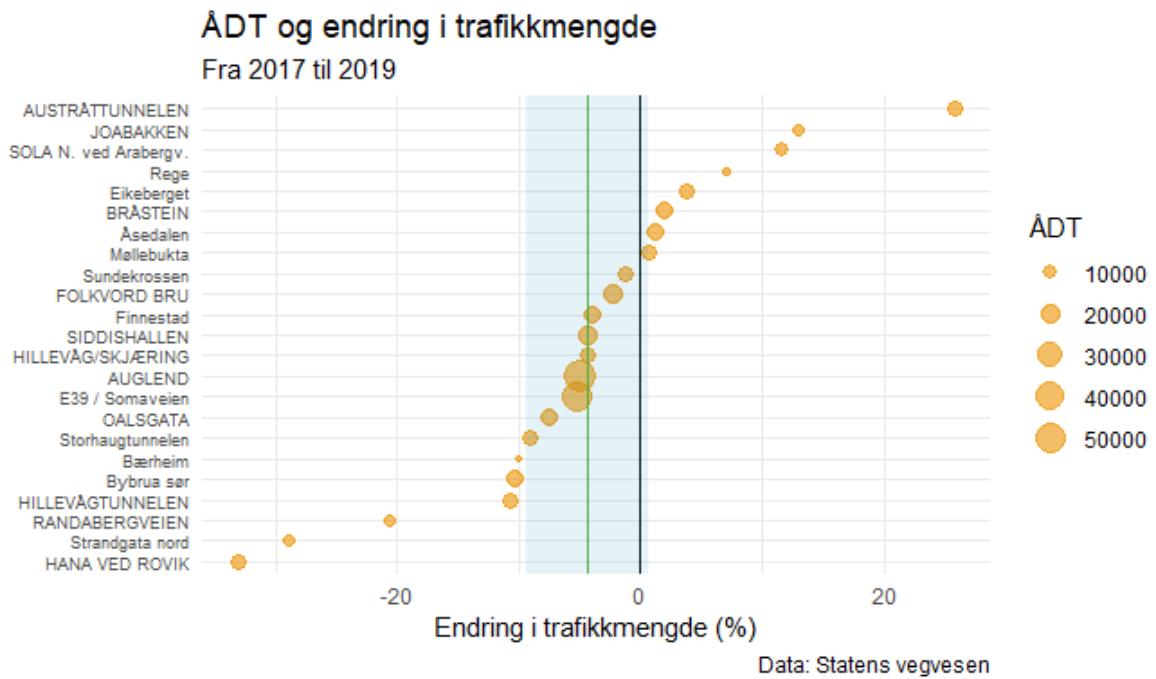 ÅDT og endring i trafikkmengde
Fra 2017 til 2019
AUSTRÅTTUNNELEN
JOABAKKEN
SOLA N. ved Arabergv.
Rege
Eikeberget
BRÅSTEIN
Åsedalen
Møllebukta
Sundekrossen
FOLKVORD BRU
Finnestad
SIDDISHALLEN
HILLEVÅG/SKJÆRING
AUGLEND
E39 / Somaveien
OALSGATA
Storhaugtunnelen
Bærheim
Bybrua sør
HILLEVÅGTUNNELEN
RANDABERGVEIEN
Strandgata nord
HANA VED ROVIK
-20 0 20
Endring i trafikkmengde (%)
Data: Statens vegvesen
ÅDT
10000
20000
30000
40000
50000